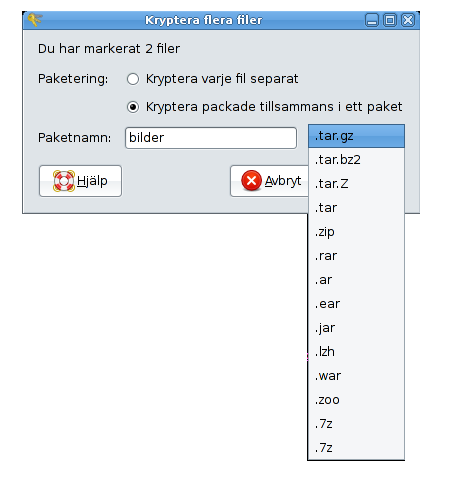 Kryptera flera filer
Du har markerat 2 filer
Paketering:
Kryptera varje fil separat
Kryptera packade tillsammans i ett paket
Paketnamn:
bilder
.tar.gz
.tar.bz2
.tar.Z
.tar
.zip
.rar
.ar
.ear
.jar
.lzh
.war
.zoo
.7z
.7z
Hjälp
Avbryt